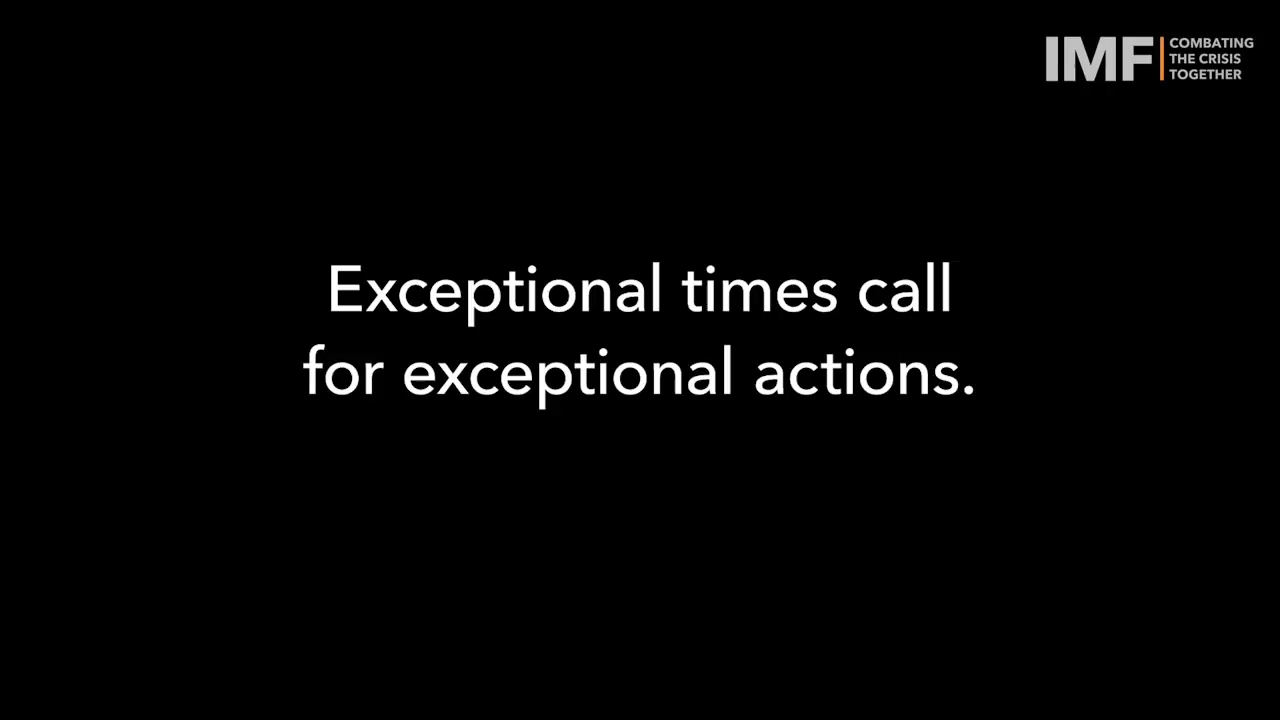 IMF
COMBATING
THE CRISIS
TOGETHER
Exceptional times call
for exceptional actions.